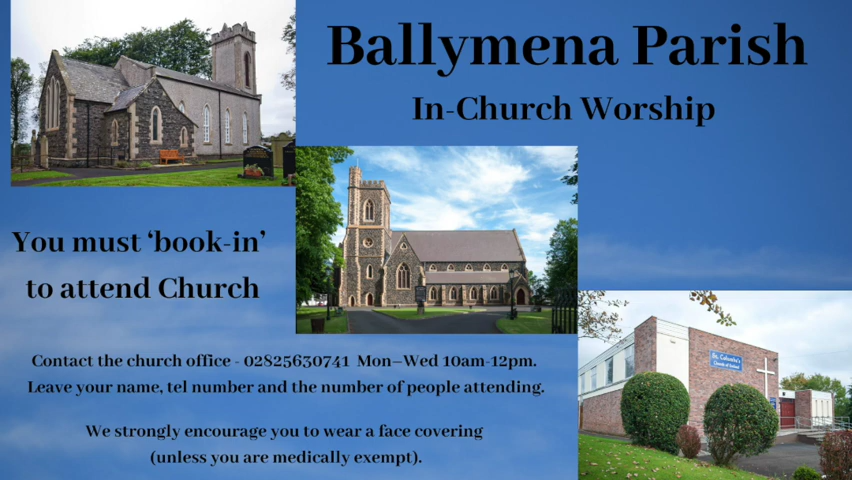 Ballymena Parish
In-Church Worship
You must ‘book-in’
to attend Church
St. Columba's
Church of Ireland
Contact the church office - 02825630741 Mon–Wed 10am-12pm.
Leave your name, tel number and the number of people attending.
We strongly encourage you to wear a face covering
(unless you are medically exempt).